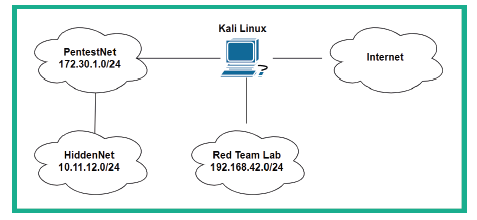 Kali Linux
PentestNet
172.30.1.0/24
Internet
?
HiddenNet
10.11.12.0/24
Red Team Lab
192.168.42.0/24